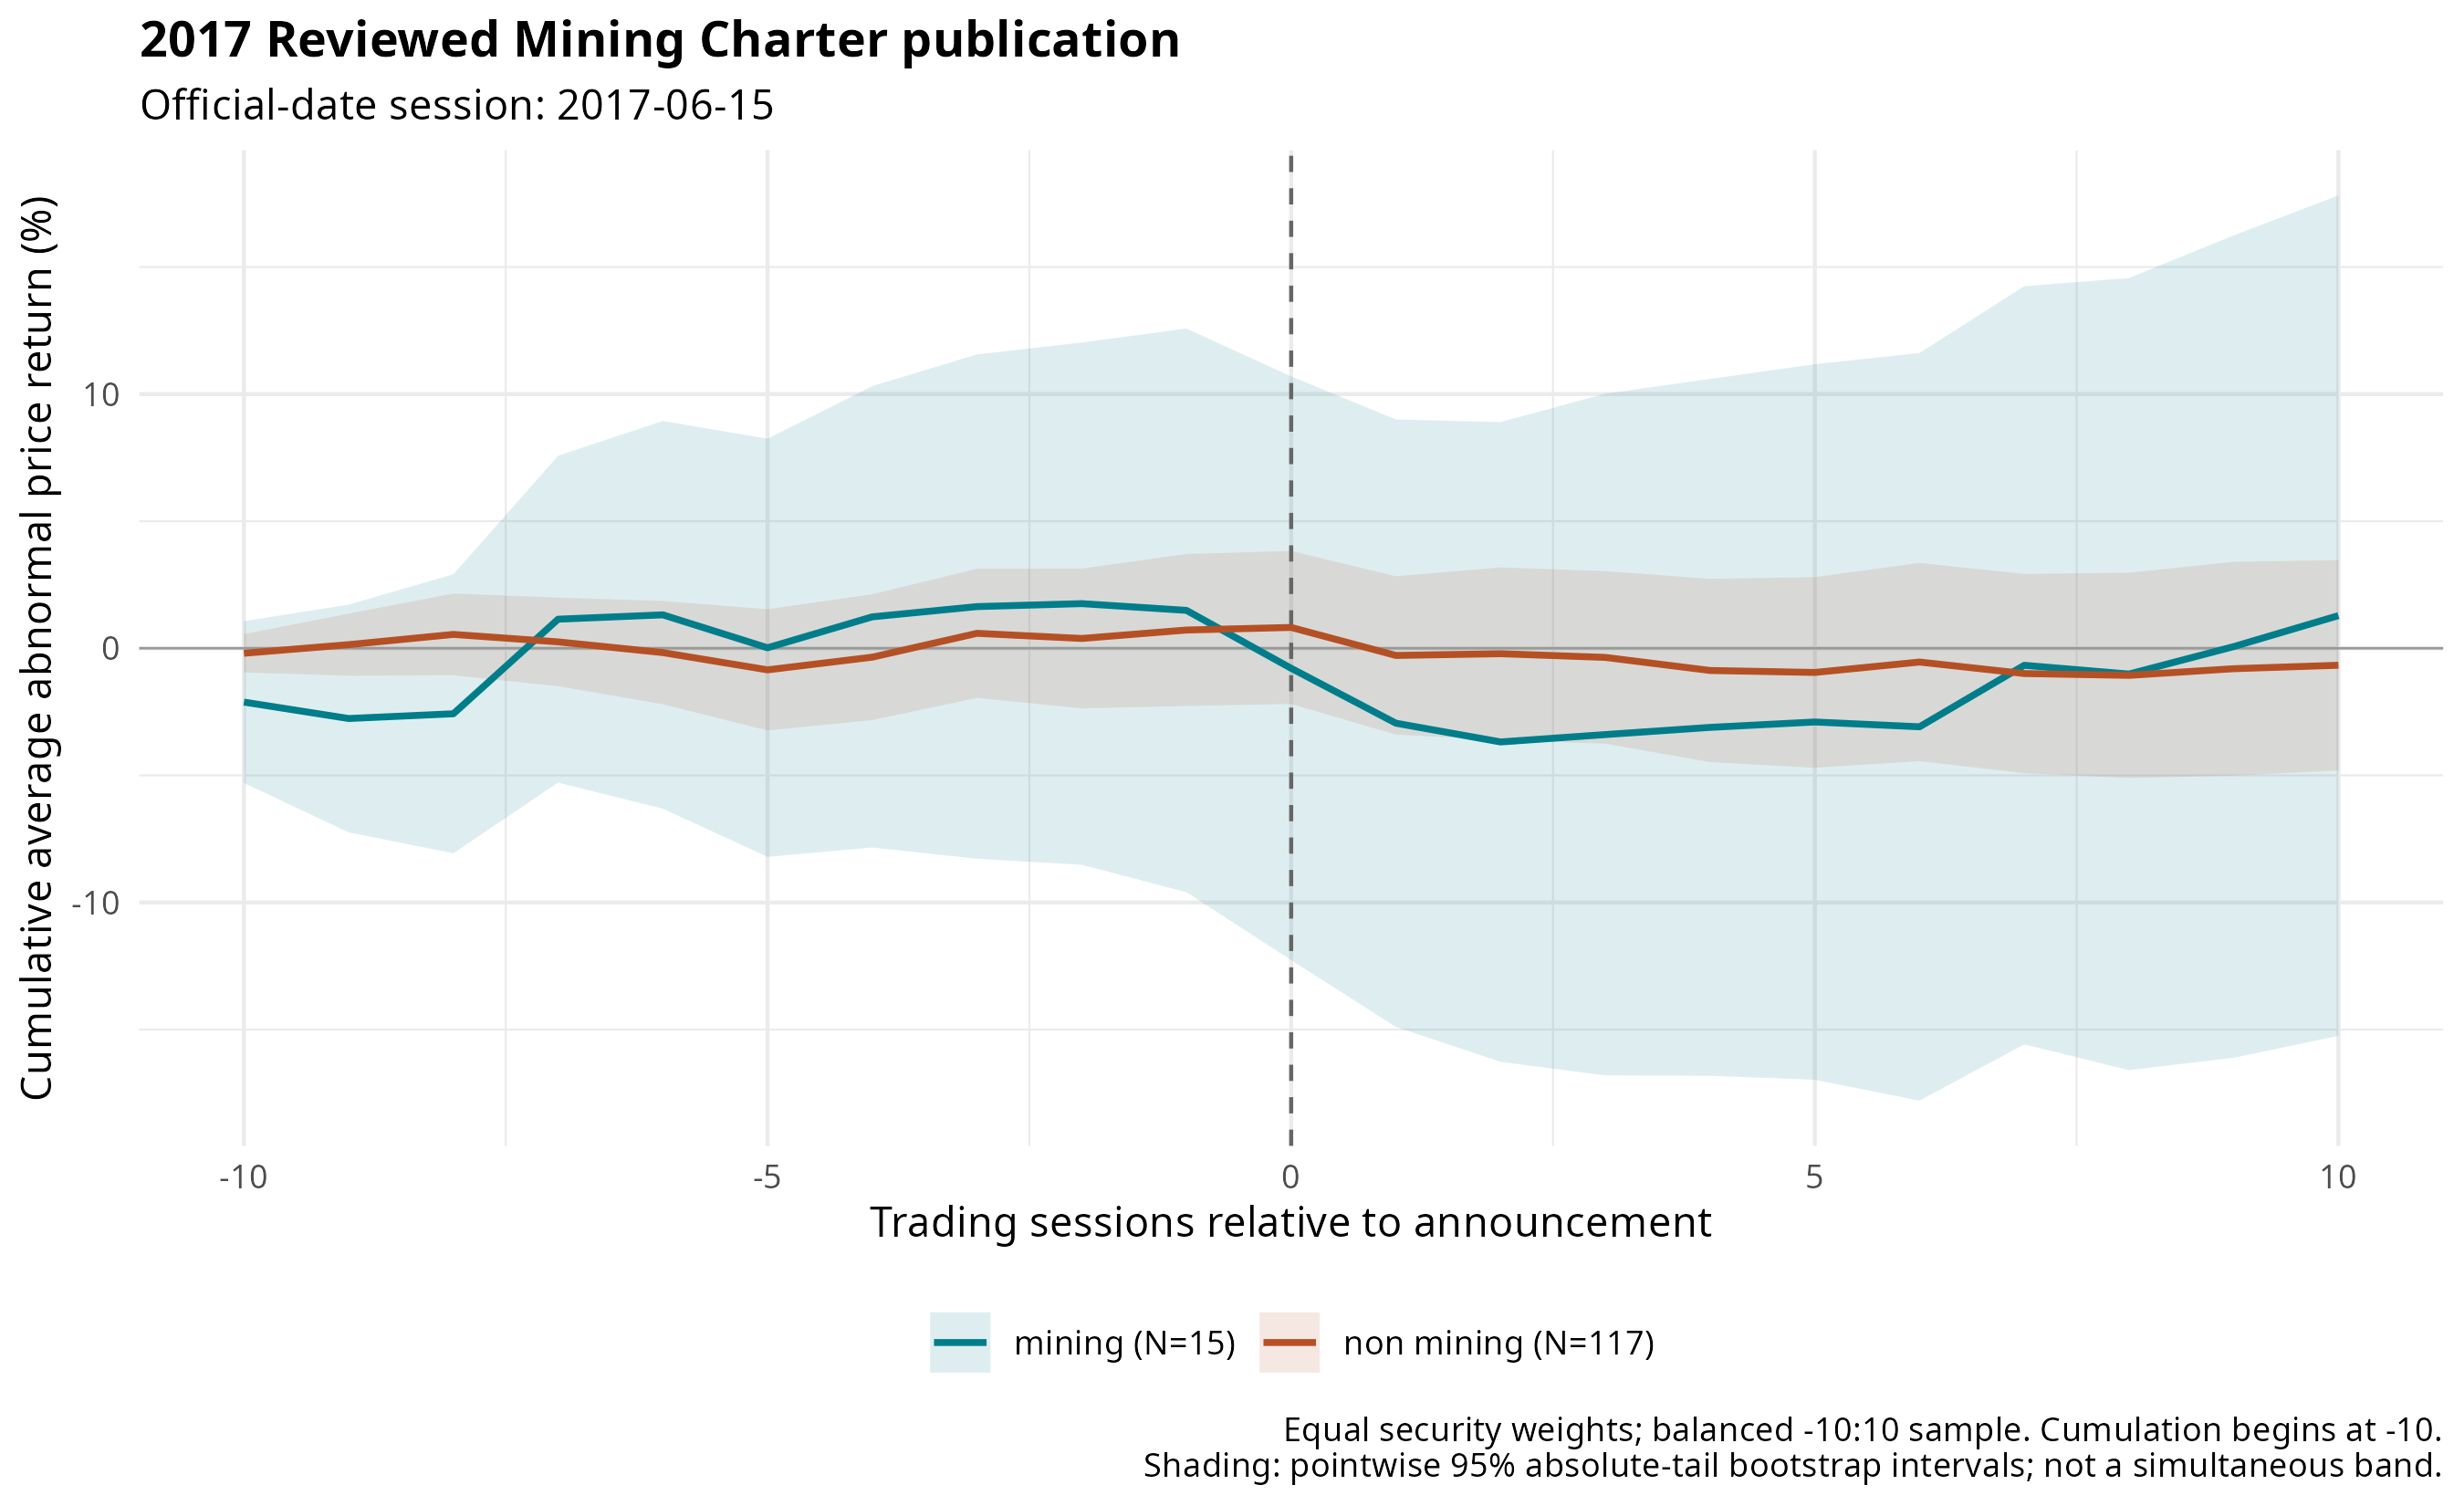 2017 Reviewed Mining Charter publication
Official-date session: 2017-06-15
Cumulative average abnormal price return (%)
10
0
-10
-10
-5
0
5
10
Trading sessions relative to announcement
mining (N=15)
non mining (N=117)
Equal security weights; balanced -10:10 sample. Cumulation begins at -10.
Shading: pointwise 95% absolute-tail bootstrap intervals; not a simultaneous band.